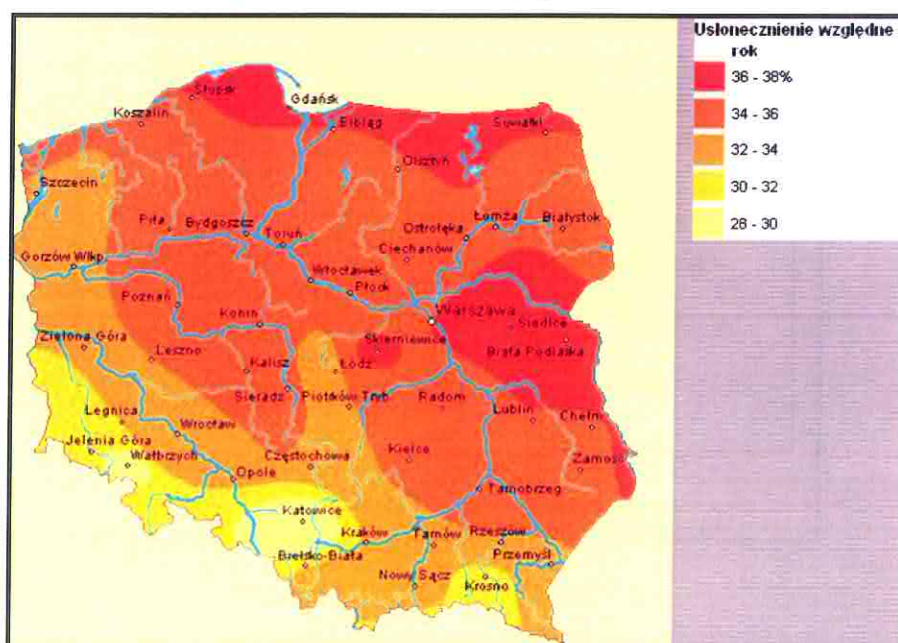 Usłonecznienie względne
rok
36 - 38%
34 - 36
32 - 34
30 - 32
28 - 30
Słupsk
Gdańsk
Koszalin
Elbląg
Suwałki
Olsztyn
Szczecin
Piła
Bydgoszcz
Toruń
Ostrołęka
Łomża
Białystok
Ciechanów
Gorzów Wlkp
Włocławek
Płock
Poznań
Konin
Warszawa
Siedlce
Zielona Góra
Leszno
Kalisz
Skierniewice
Łódź
Biała Podlaska
Sieradz
Piotrków Tryb.
Radom
Lublin
Chełm
Legnica
Wrocław
Jelenia Góra
Wałbrzych
Opole
Częstochowa
Kielce
Zamość
Tarnobrzeg
Katowice
Kraków
Tarnów
Rzeszów
Bielsko-Biała
Nowy Sącz
Krosno
Przemyśl